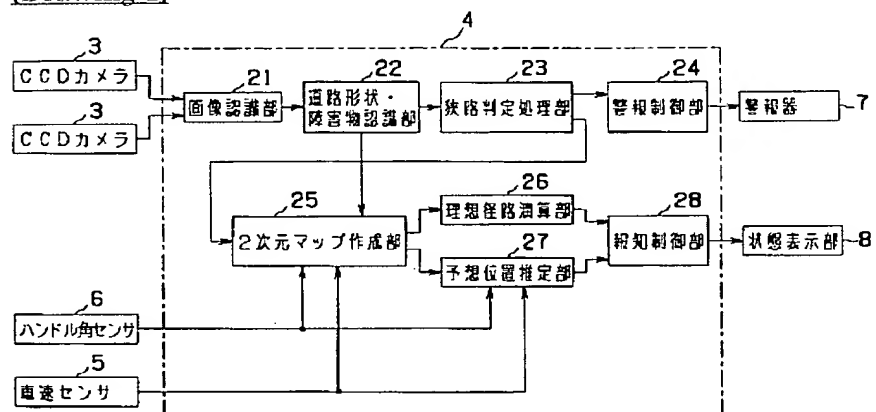 4
3
CCDカメラ
3
CCDカメラ
21
画像認識部
22
道路形状・
障害物認識部
23
狭路判定処理部
24
警報制御部
警報器
7
25
2次元マップ作成部
26
理想経路演算部
27
予想位置推定部
28
報知制御部
状態表示部
8
6
ハンドル角センサ
5
車速センサ